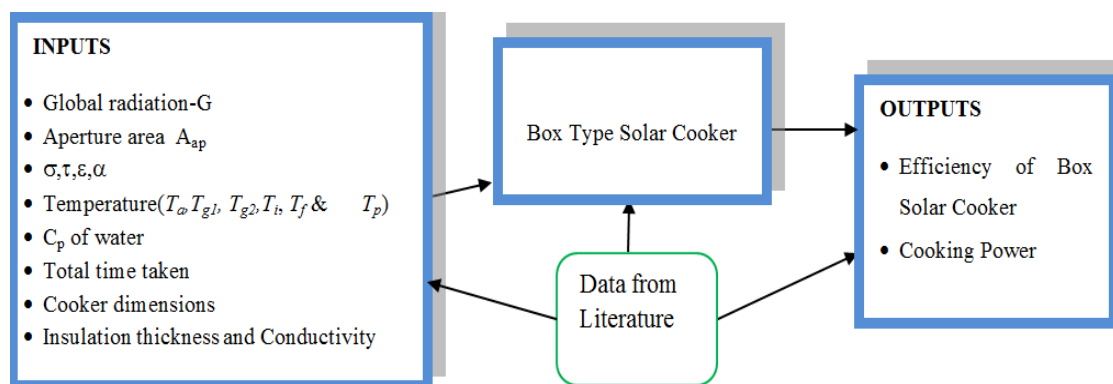 INPUTS
• Global radiation-G
• Aperture area A_ap
• σ,τ,ε,α
• Temperature(T_a,T_g1, T_g2,T_i, T_f & T_p)
• C_p of water
• Total time taken
• Cooker dimensions
• Insulation thickness and Conductivity
Box Type Solar Cooker
Data from
Literature
OUTPUTS
• Efficiency of Box
Solar Cooker
• Cooking Power